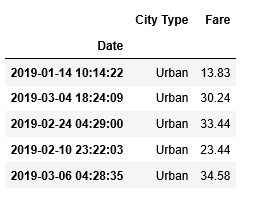 City Type Fare
Date
2019-01-14 10:14:22 Urban 13.83
2019-03-04 18:24:09 Urban 30.24
2019-02-24 04:29:00 Urban 33.44
2019-02-10 23:22:03 Urban 23.44
2019-03-06 04:28:35 Urban 34.58